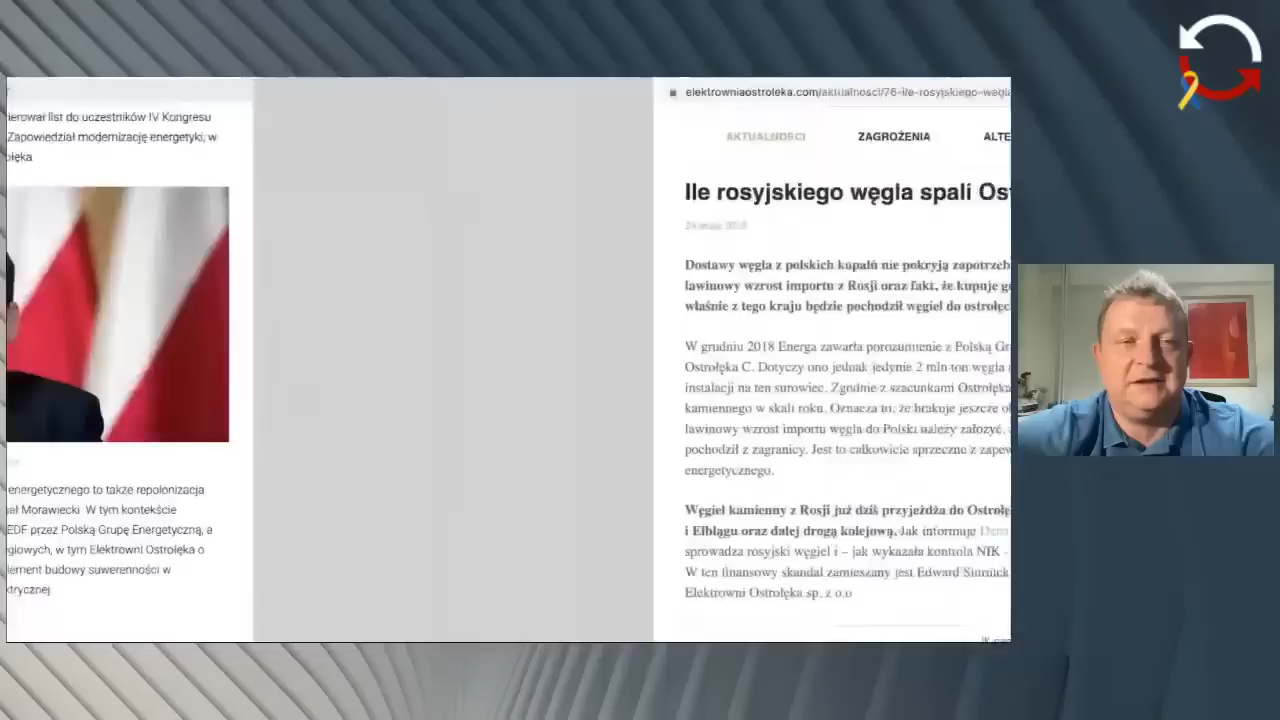 ierował list do uczestników IV Kongresu
Zapowiedział modernizację energetyki, w
ołęka
energetycznego to także repolonizacja
Morawiecki. W tym kontekście
EDF przez Polską Grupę Energetyczną, a
glowych, w tym Elektrowni Ostrołęka o
lement budowy suwerenności w
ktrycznej
elektrowniaostroleka.com/aktualnosci/76-ile-rosyjskiego-węgla
AKTUALNOŚCI ZAGROŻENIA ALTE
Ile rosyjskiego węgla spali Ost
Dostawy węgla z polskich kopalń nie pokryją zapotrzeb
lawinowy wzrost importu z Rosji oraz fakt, że kupuje g
właśnie z tego kraju będzie pochodził węgiel do ostrołęc
W grudniu 2018 Energa zawarła porozumienie z Polską Gr
Ostrołęka C. Dotyczy ono jednak jedynie 2 mln ton węgla
instalacji na ten surowiec. Zgodnie z szacunkami Ostrołęka
kamiennego w skali roku. Oznacza to, że brakuje jeszcze o
lawinowy wzrost importu węgla do Polski należy założyć,
pochodził z zagranicy. Jest to całkowicie sprzeczne z zapew
energetycznego.
Węgiel kamienny z Rosji już dziś przyjeżdża do Ostrołę
i Elblągu oraz dalej drogą kolejową. Jak informuje
sprowadza rosyjski węgiel i – jak wykazała kontrola NIK -
W ten finansowy skandal zamieszany jest Edward
Elektrowni Ostrołęka sp. z o.o